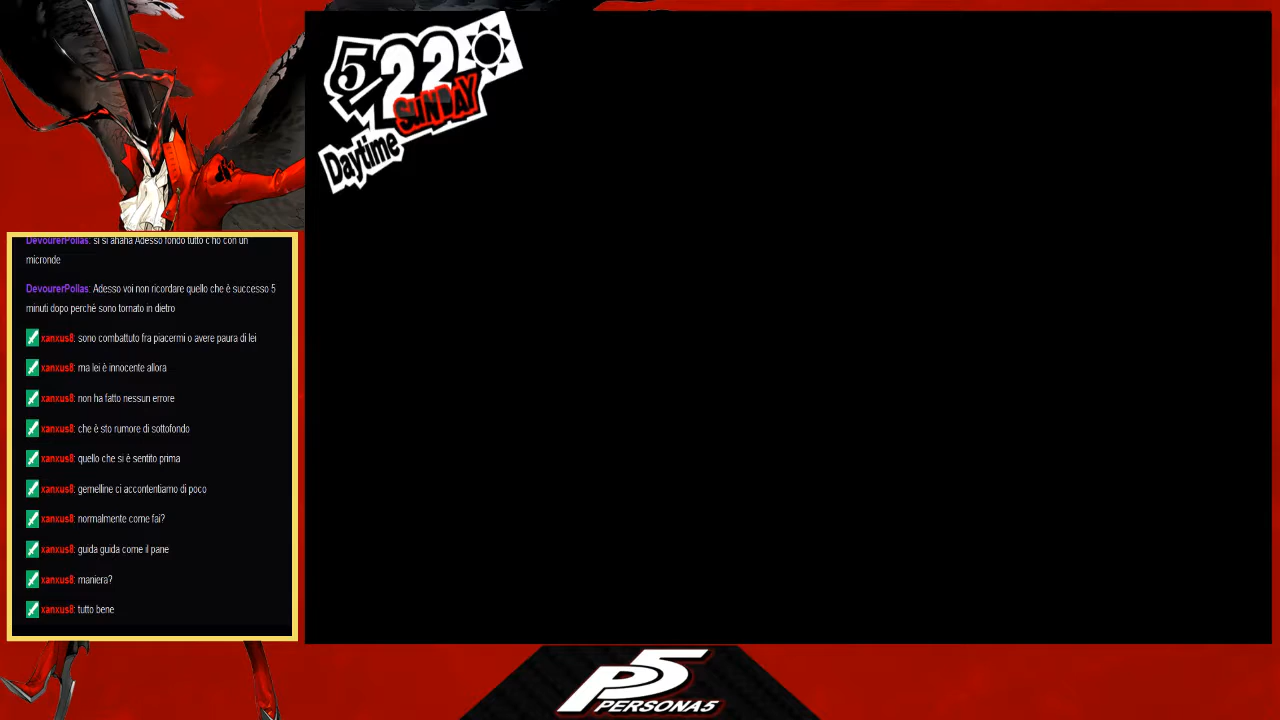 5/22
SUNDAY
Daytime
DevourerPollas: si si ahaha Adesso fondo tutto c'ho con un
micronde
DevourerPollas: Adesso voi non ricordare quello che è successo 5
minuti dopo perchè sono tornato in dietro
xanxus8: sono combattuto fra piacermi o avere paura di lei
xanxus8: ma lei è innocente allora
xanxus8: non ha fatto nessun errore
xanxus8: che è sto rumore di sottofondo
xanxus8: quello che si è sentito prima
xanxus8: gemelline ci accontentiamo di poco
xanxus8: normalmente come fai?
xanxus8: guida guida come il pane
xanxus8: maniera?
xanxus8: tutto bene
P5
PERSONA5